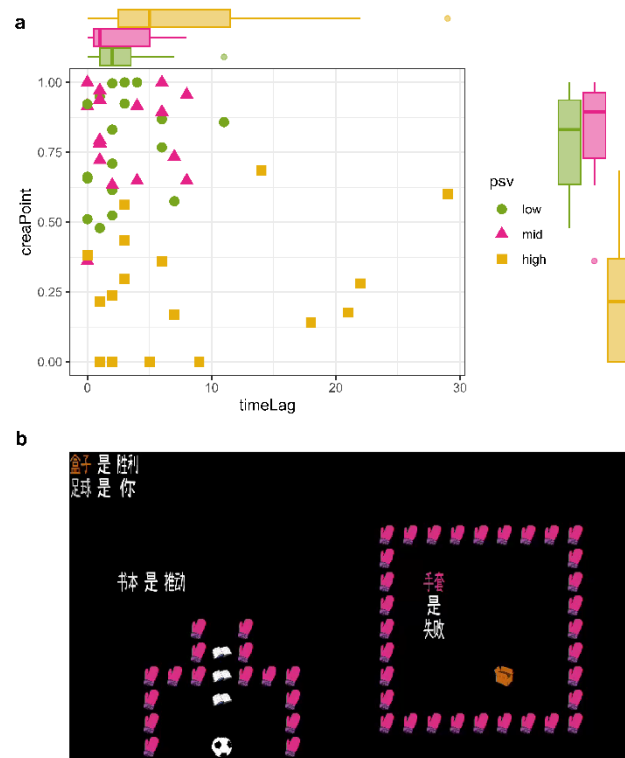 a
1.00
0.75
0.50
0.25
0.00
creaPoint
0
10
20
30
timeLag
psv
low
mid
high
b
盒子 是 胜利
足球 是 你
书本 是 推动
手套
是
失败